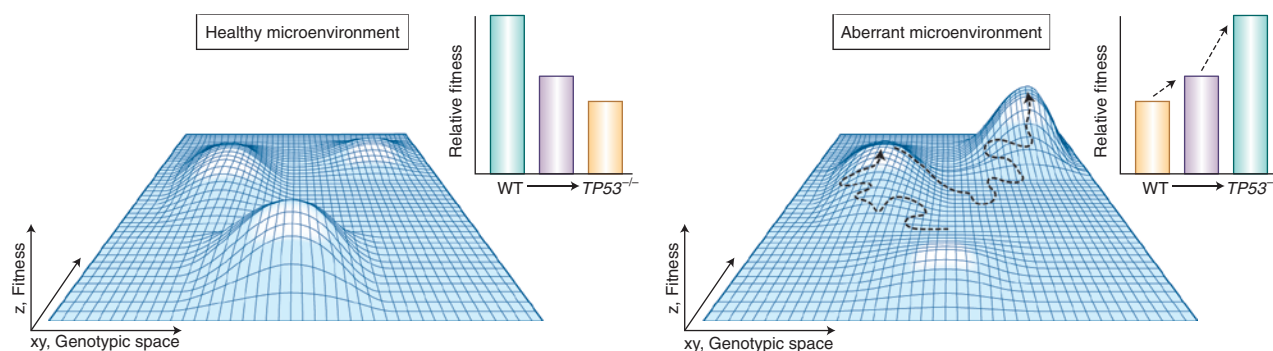 Healthy microenvironment
Relative fitness
WT
TP53−/−
z, Fitness
xy, Genotypic space
Aberrant microenvironment
Relative fitness
WT
TP53−
z, Fitness
xy, Genotypic space